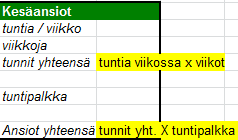 Kesäansiot
tuntia / viikko
viikkoja
tunnit yhteensä tuntia viikossa x viikot
tuntipalkka
Ansiot yhteensä tunnit yht. X tuntipalkka